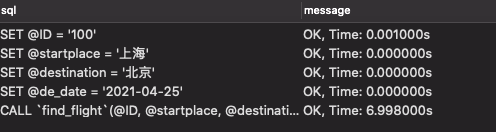 sql message
SET @ID = '100' OK, Time: 0.001000s
SET @startplace = '上海' OK, Time: 0.000000s
SET @destination = '北京' OK, Time: 0.000000s
SET @de_date = '2021-04-25' OK, Time: 0.000000s
CALL `find_flight`(@ID, @startplace, @destinati... OK, Time: 6.998000s